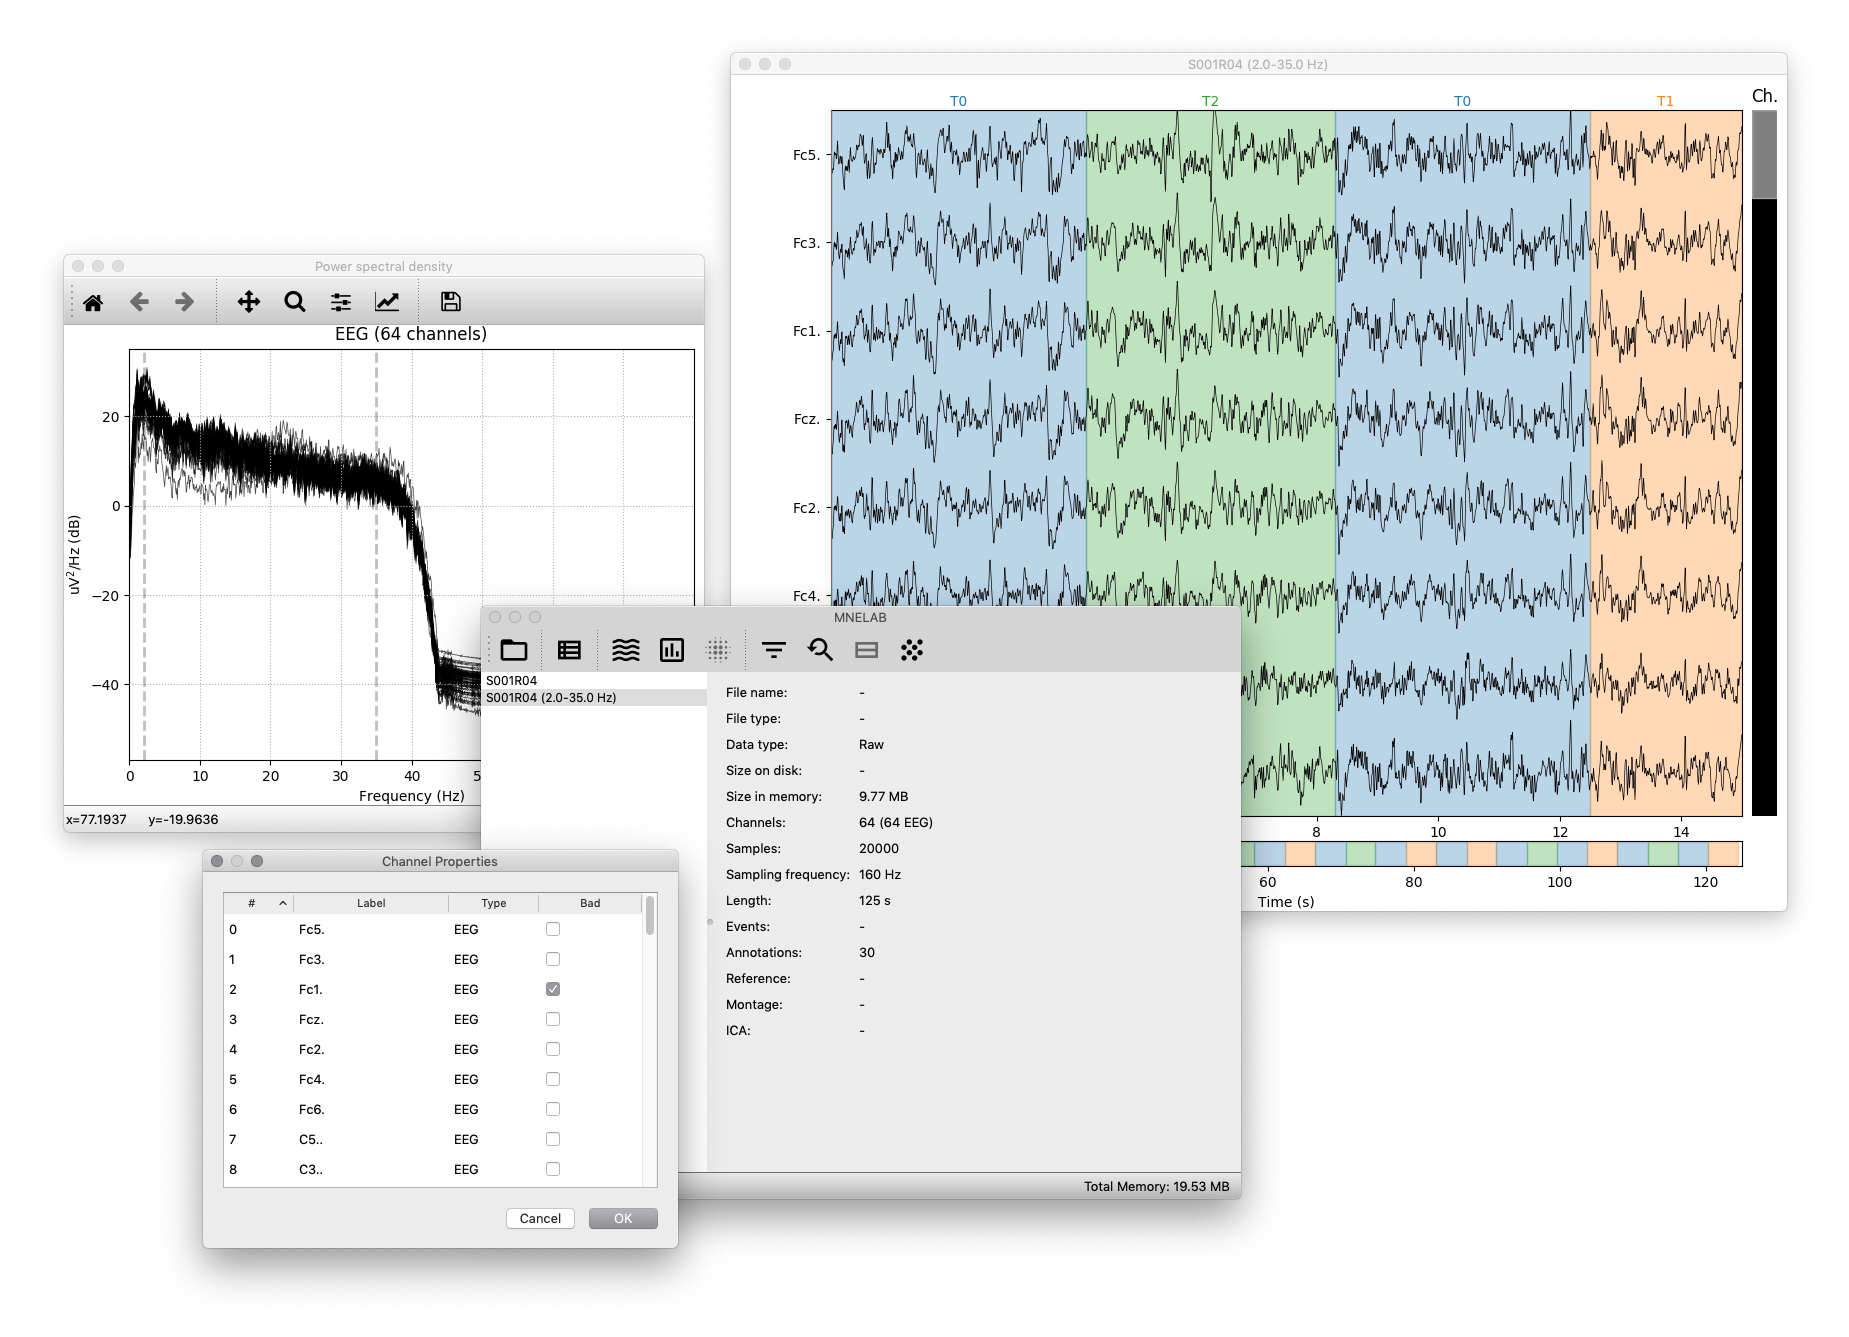 S001R04 (2.0-35.0 Hz)
T0 T2 T0 T1 Ch.
Fc5.
Fc3.
Fc1.
Fcz.
Fc2.
Fc4.
8 10 12 14
60 80 100 120
Time (s)
Power spectral density
EEG (64 channels)
20
0
−20
−40
uV²/Hz (dB)
0 10 20 30 40 5
Frequency (Hz)
x=77.1937 y=-19.9636
MNELAB
S001R04
S001R04 (2.0-35.0 Hz)
File name: -
File type: -
Data type: Raw
Size on disk: -
Size in memory: 9.77 MB
Channels: 64 (64 EEG)
Samples: 20000
Sampling frequency: 160 Hz
Length: 125 s
Events: -
Annotations: 30
Reference: -
Montage: -
ICA: -
Total Memory: 19.53 MB
Channel Properties
# Label Type Bad
0 Fc5. EEG
1 Fc3. EEG
2 Fc1. EEG
3 Fcz. EEG
4 Fc2. EEG
5 Fc4. EEG
6 Fc6. EEG
7 C5.. EEG
8 C3.. EEG
Cancel OK